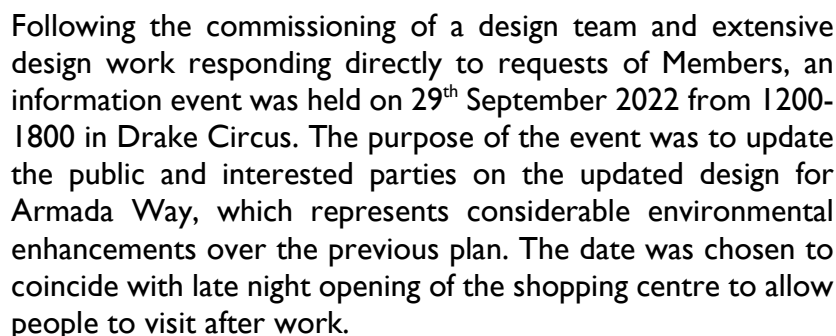 Following the commissioning of a design team and extensive
design work responding directly to requests of Members, an
information event was held on 29th September 2022 from 1200-
1800 in Drake Circus. The purpose of the event was to update
the public and interested parties on the updated design for
Armada Way, which represents considerable environmental
enhancements over the previous plan. The date was chosen to
coincide with late night opening of the shopping centre to allow
people to visit after work.